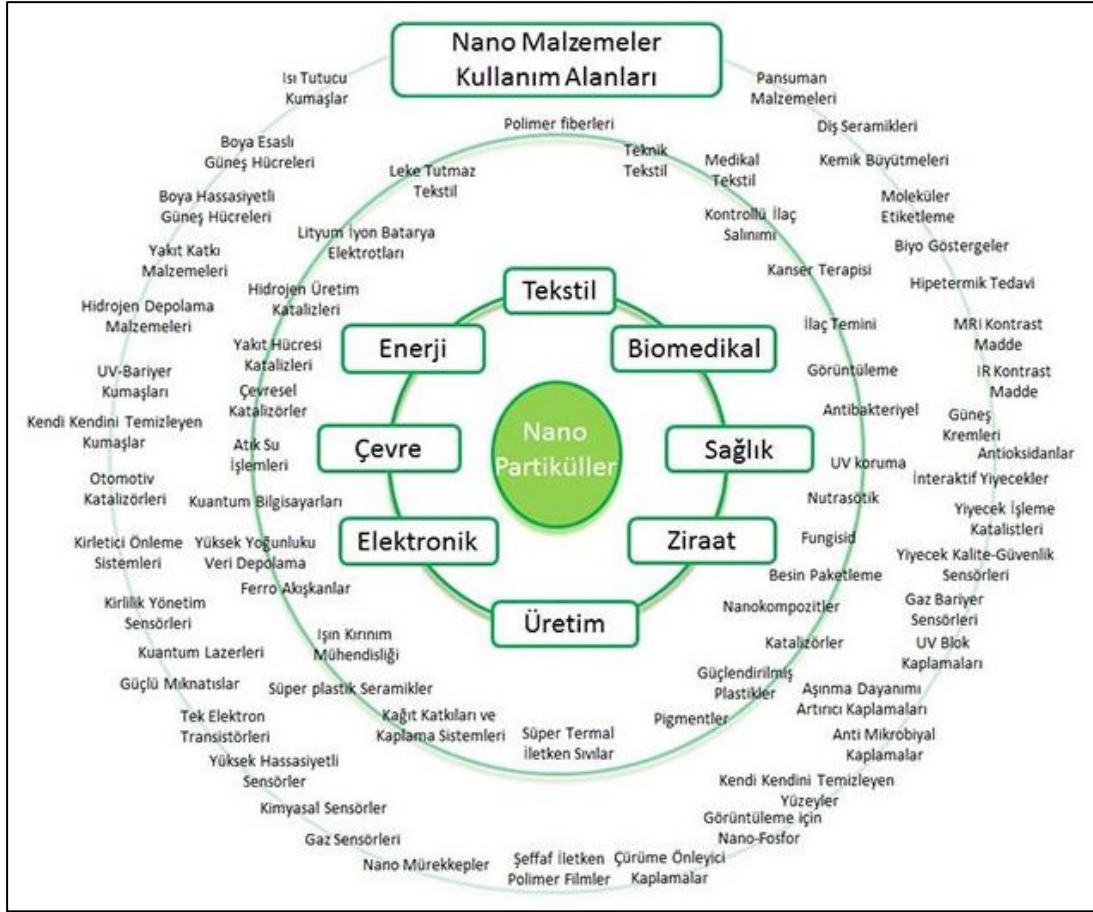 Nano Malzemeler
Kullanım Alanları
Isı Tutucu
Kumaşlar
Pansuman
Malzemeleri
Polimer fiberleri
Diş Seramikleri
Boya Esaslı
Güneş Hücreleri
Leke Tutmaz
Tekstil
Teknik
Tekstil
Medikal
Tekstil
Kemik Büyütmeleri
Boya Hassasiyetli
Güneş Hücreleri
Kontrollü İlaç
Salınimı
Moleküler
Etiketleme
Lityum İyon Batarya
Elektrotları
Biyo Göstergeler
Yakıt Katkı
Malzemeleri
Kanser Terapisi
Hipetermik Tedavi
Hidrojen Üretim
Katalizleri
Tekstil
Hidrojen Depolama
Malzemeleri
İlaç Temini
MRI Kontrast
Madde
Yakıt Hücresi
Katalizleri
Enerji
Biomedikal
UV-Bariyer
Kumaşları
Görüntüleme
IR Kontrast
Madde
Çevresel
Katalizörler
Antibakteriyel
Kendi Kendini Temizleyen
Kumaşlar
Güneş
Kremleri
Atık Su
İşlemleri
Çevre
Nano
Partiküller
Sağlık
Antioksidanlar
UV koruma
İnteraktif Yiyecekler
Otomotiv
Katalizörleri
Kuantum Bilgisayarları
Nutrasötik
Yiyecek İşleme
Katalistleri
Kirletici Önleme
Sistemleri
Yüksek Yoğunluku
Veri Depolama
Elektronik
Ziraat
Fungisid
Yiyecek Kalite-Güvenlik
Sensörleri
Ferro Akışkanlar
Besin Paketleme
Kirlilik Yönetim
Sensörleri
Nanokompozitler
Gaz Bariyer
Sensörleri
Üretim
Işın Kırınım
Mühendisliği
Katalizörler
UV Blok
Kaplamaları
Kuantum Lazerleri
Güçlü Mıknatıslar
Süper plastik Seramikler
Güçlendirilmiş
Plastikler
Aşınma Dayanımı
Artırıcı Kaplamaları
Tek Elektron
Transistörleri
Kağıt Katkıları ve
Kaplama Sistemleri
Süper Termal
İletken Sıvılar
Pigmentler
Anti Mikrobiyal
Kaplamalar
Yüksek Hassasiyetli
Sensörler
Kendi Kendini Temizleyen
Yüzeyler
Kimyasal Sensörler
Görüntüleme için
Nano-Fosfor
Gaz Sensörleri
Nano Mürekkepler
Şeffaf İletken
Polimer Filmler
Çürüme Önleyici
Kaplamalar